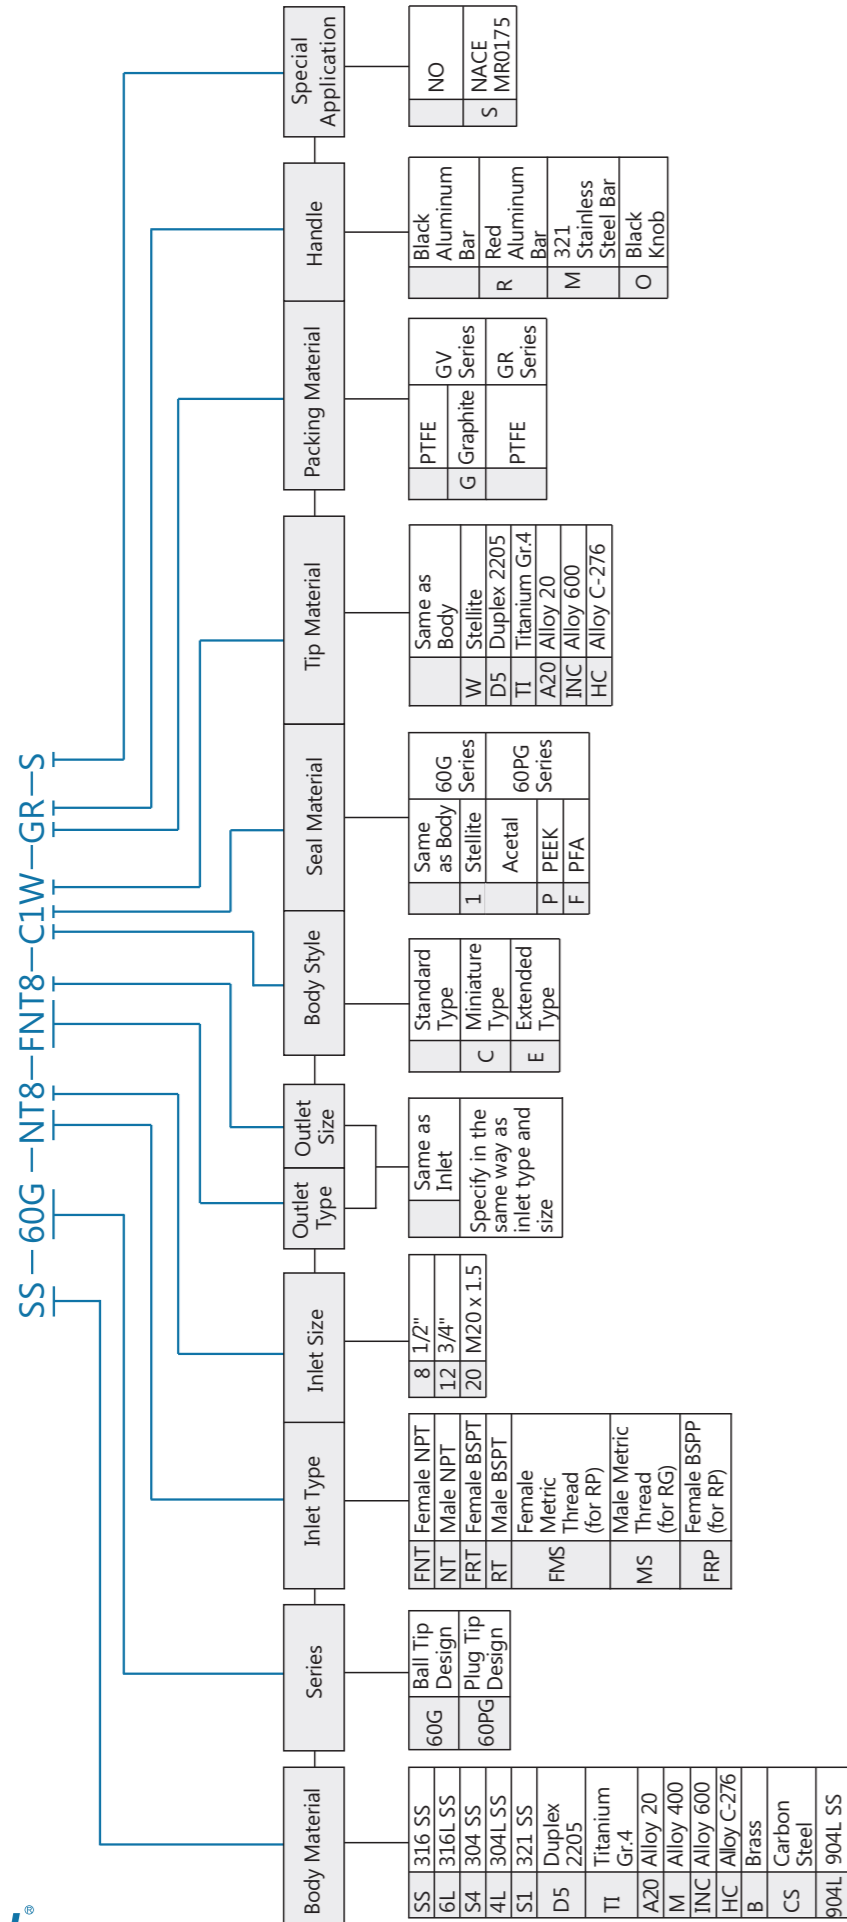 SS—60G—NT8—FNT8—C1W—GR—S
Body Material
SS 316 SS
6L 316L SS
S4 304 SS
4L 304L SS
S1 321 SS
D5 Duplex
2205
TI Titanium
Gr.4
A20 Alloy 20
M Alloy 400
INC Alloy 600
HC Alloy C-276
B Brass
CS Carbon
Steel
904L 904L SS
Series
60G Ball Tip
Design
60PG Plug Tip
Design
Inlet Type
FNT Female NPT
NT Male NPT
FRT Female BSPT
RT Male BSPT
FMS Female
Metric
Thread
(for RP)
MS Male Metric
Thread
(for RG)
FRP Female BSPP
(for RP)
Inlet Size
8 1/2"
12 3/4"
20 M20 x 1.5
Outlet
Type
Outlet
Size
Same as
Inlet
Specify in the
same way as
inlet type and
size
Body Style
Standard
Type
C Miniature
Type
E Extended
Type
Seal Material
Same
as Body
1 Stellite
60G
Series
Acetal
P PEEK
F PFA
60PG
Series
Tip Material
Same as
Body
W Stellite
D5 Duplex 2205
TI Titanium Gr.4
A20 Alloy 20
INC Alloy 600
HC Alloy C-276
Packing Material
PTFE
G Graphite
GV
Series
PTFE
GR
Series
Handle
Black
Aluminum
Bar
R Red
Aluminum
Bar
M 321
Stainless
Steel Bar
O Black
Knob
Special
Application
NO
S NACE
MR0175
®